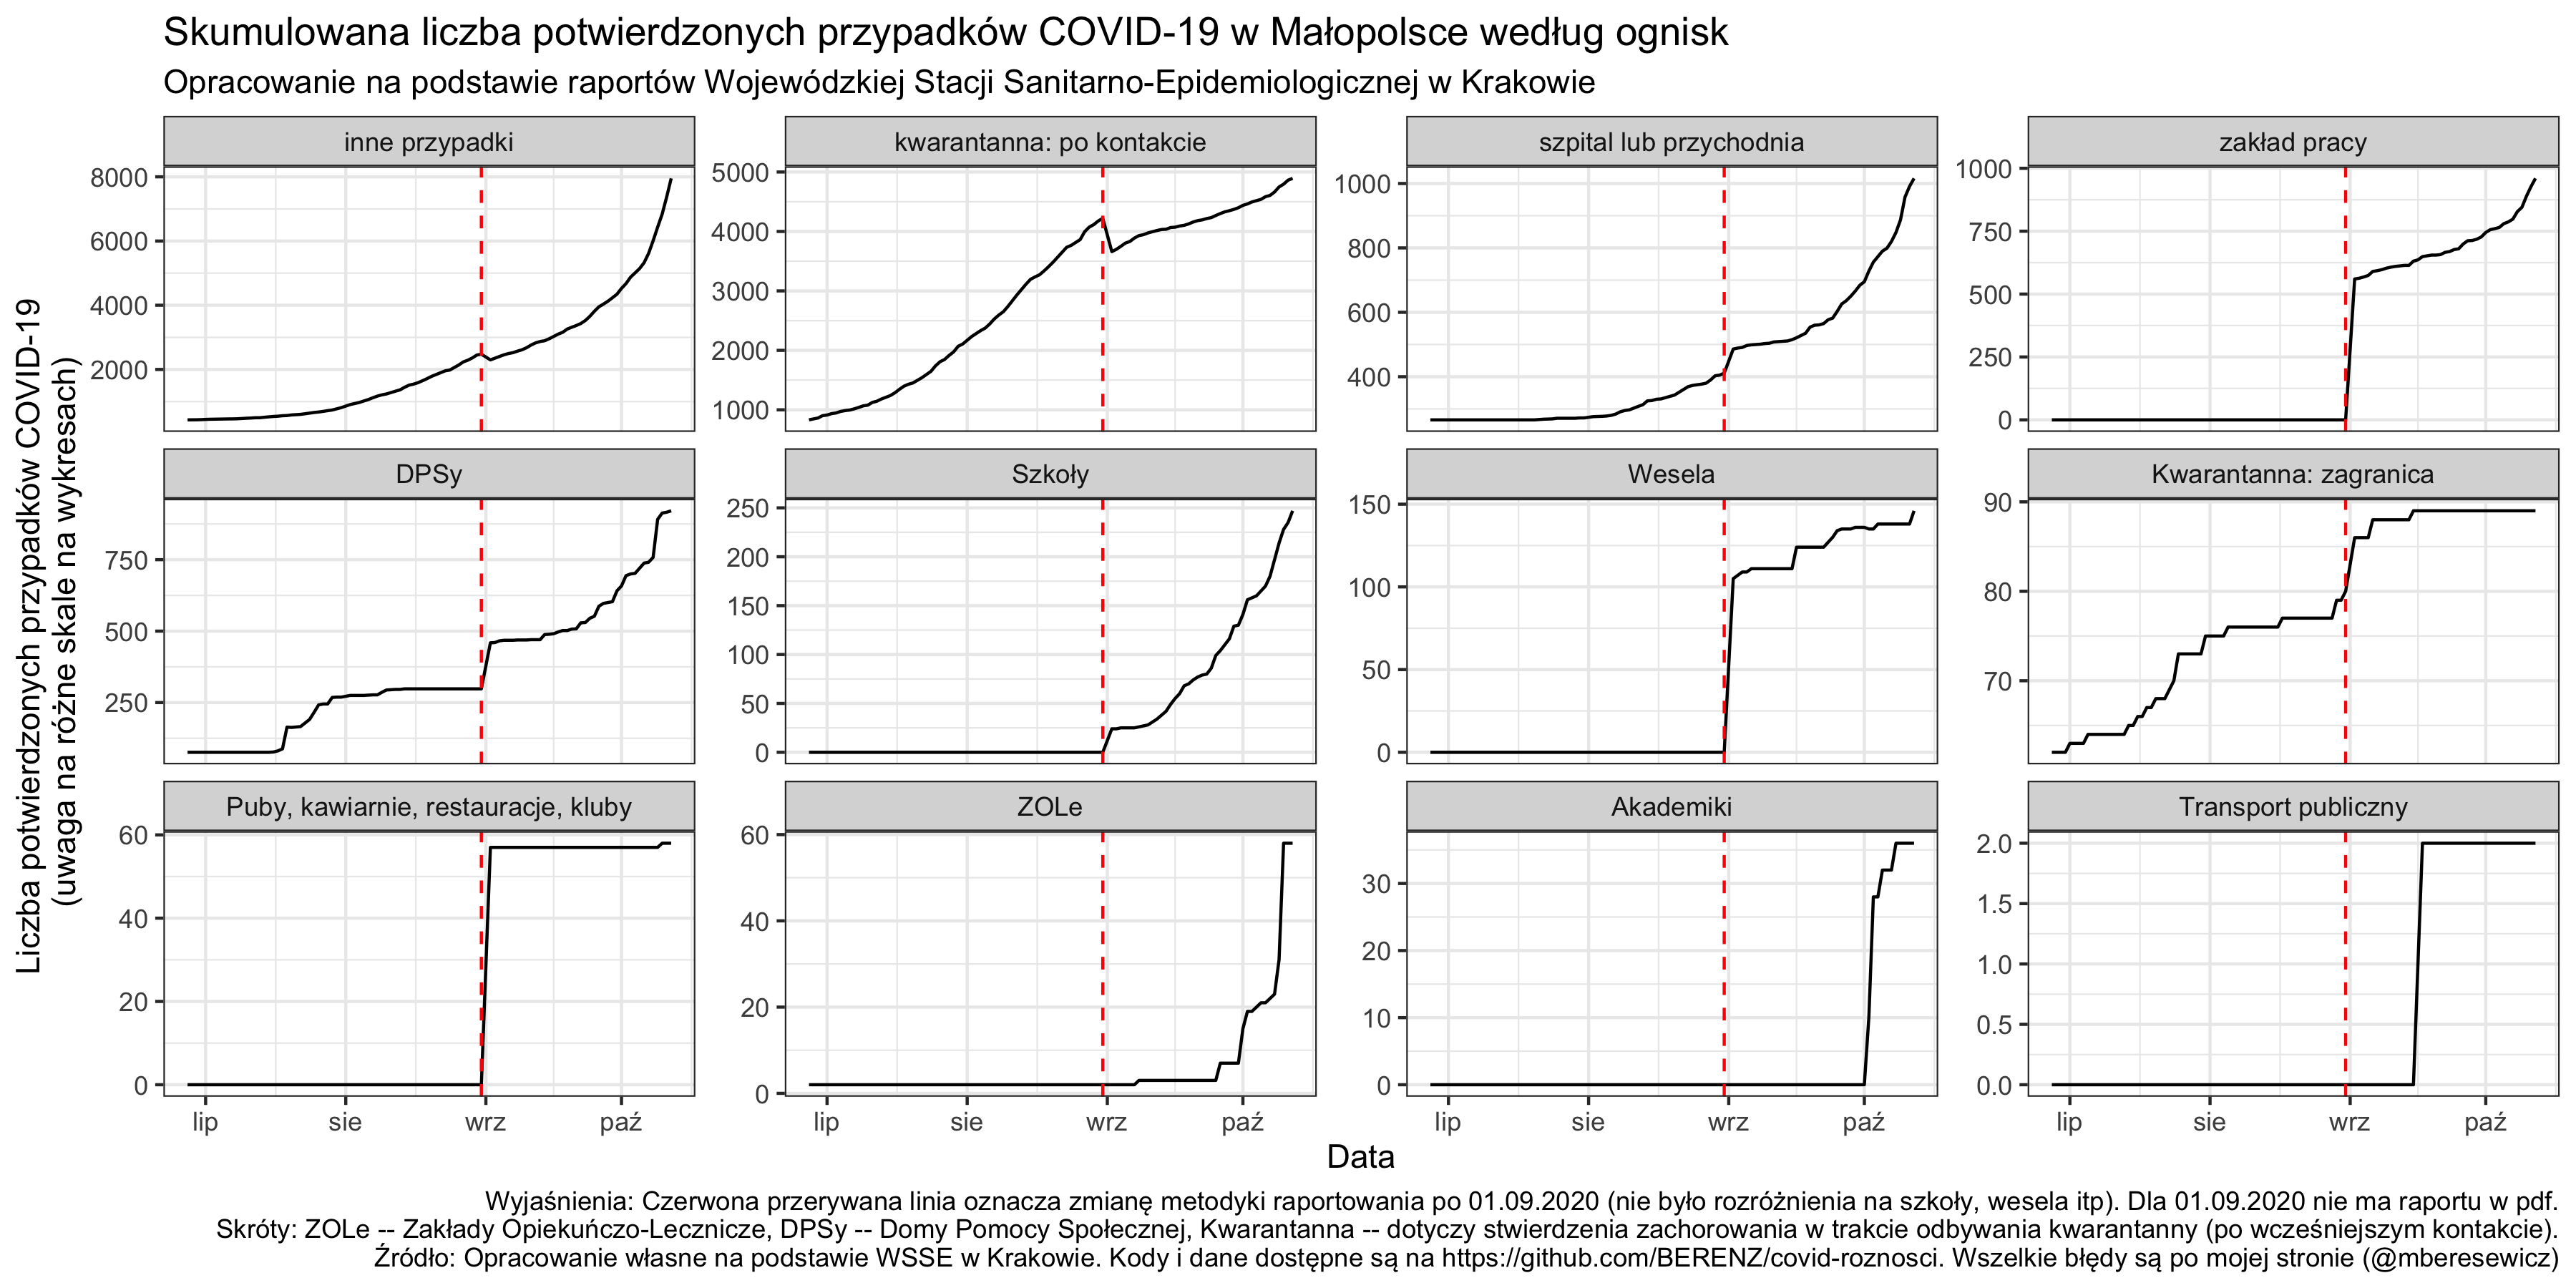 Skumulowana liczba potwierdzonych przypadków COVID-19 w Małopolsce według ognisk
Opracowanie na podstawie raportów Wojewódzkiej Stacji Sanitarno-Epidemiologicznej w Krakowie
Liczba potwierdzonych przypadków COVID-19
(uwaga na różne skale na wykresach)
inne przypadki
8000
6000
4000
2000
kwarantanna: po kontakcie
5000
4000
3000
2000
1000
szpital lub przychodnia
1000
800
600
400
zakład pracy
1000
750
500
250
0
DPSy
750
500
250
Szkoły
250
200
150
100
50
0
Wesela
150
100
50
0
Kwarantanna: zagranica
90
80
70
Puby, kawiarnie, restauracje, kluby
60
40
20
0
ZOLe
60
40
20
0
Akademiki
30
20
10
0
Transport publiczny
2.0
1.5
1.0
0.5
0.0
lip sie wrz paź
lip sie wrz paź
lip sie wrz paź
lip sie wrz paź
Data
Wyjaśnienia: Czerwona przerywana linia oznacza zmianę metodyki raportowania po 01.09.2020 (nie było rozróżnienia na szkoły, wesela itp). Dla 01.09.2020 nie ma raportu w pdf.
Skróty: ZOLe -- Zakłady Opiekuńczo-Lecznicze, DPSy -- Domy Pomocy Społecznej, Kwarantanna -- dotyczy stwierdzenia zachorowania w trakcie odbywania kwarantanny (po wcześniejszym kontakcie).
Źródło: Opracowanie własne na podstawie WSSE w Krakowie. Kody i dane dostępne są na https://github.com/BERENZ/covid-roznosci. Wszelkie błędy są po mojej stronie (@mberesewicz)